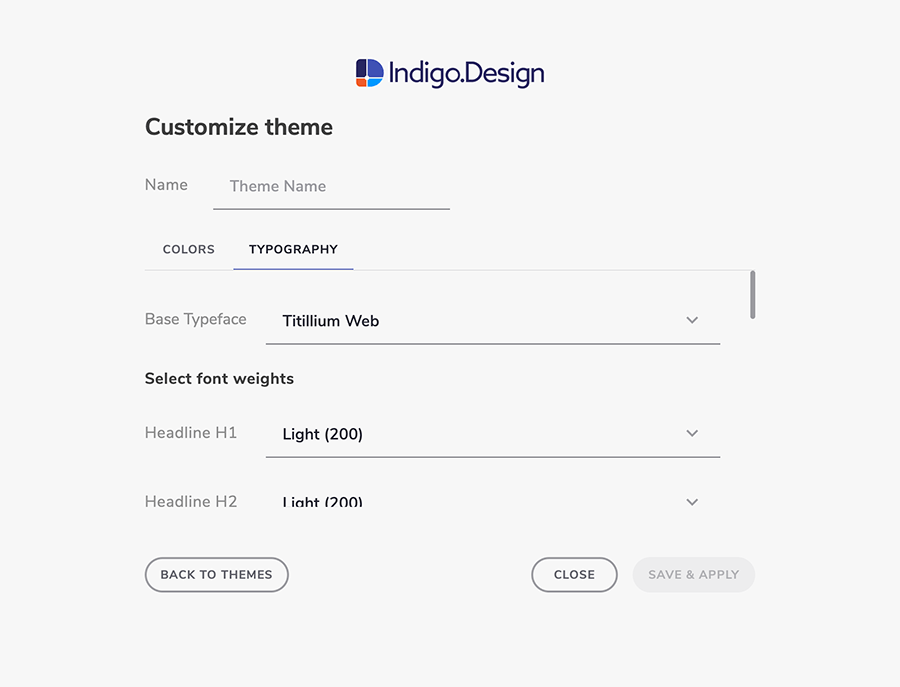 Indigo.Design
Customize theme
Name Theme Name
COLORS TYPOGRAPHY
Base Typeface Titillium Web
Select font weights
Headline H1 Light (200)
Headline H2 Light (200)
BACK TO THEMES CLOSE SAVE & APPLY